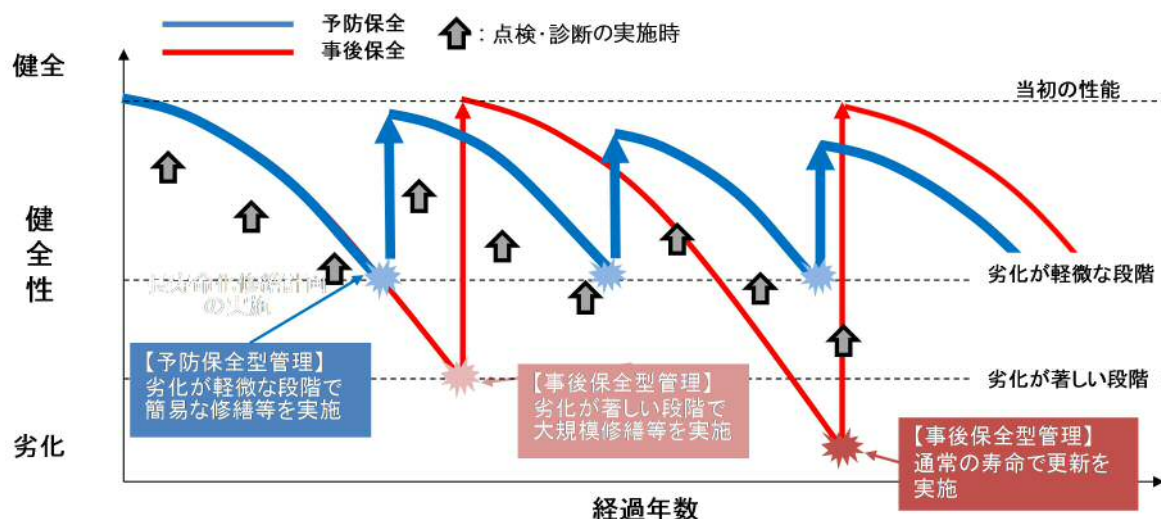 予防保全
事後保全
：点検・診断の実施時
健全
当初の性能
健全性
劣化が軽微な段階
の実施
【予防保全型管理】
劣化が軽微な段階で
簡易な修繕等を実施
【事後保全型管理】
劣化が著しい段階で
大規模修繕等を実施
劣化が著しい段階
劣化
【事後保全型管理】
通常の寿命で更新を
実施
経過年数